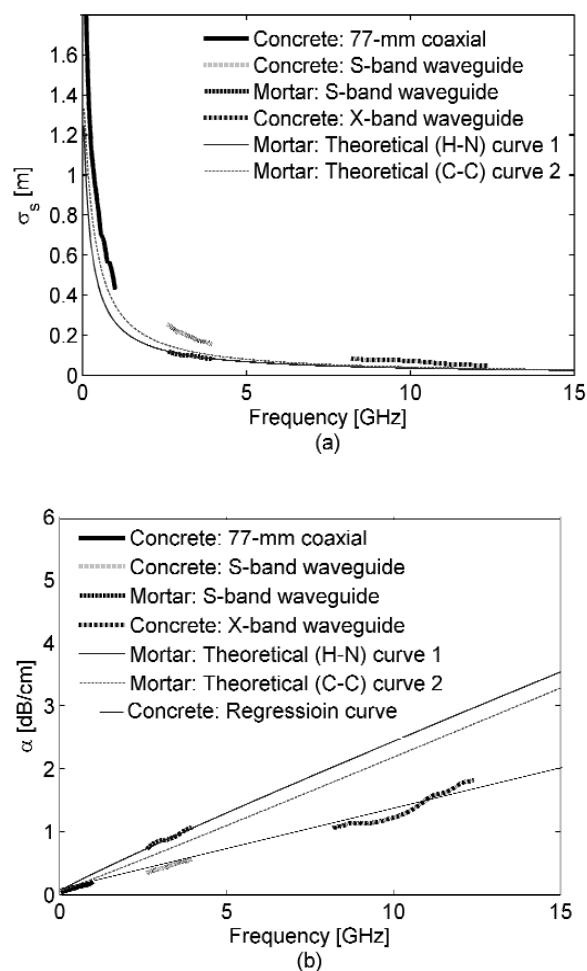 1.8
1.6
1.4
1.2
1
0.8
0.6
0.4
0.2
0
σs [m]
Concrete: 77-mm coaxial
Concrete: S-band waveguide
Mortar: S-band waveguide
Concrete: X-band waveguide
Mortar: Theoretical (H-N) curve 1
Mortar: Theoretical (C-C) curve 2
0 5 10 15
Frequency [GHz]
(a)
6
5
4
3
2
1
0
α [dB/cm]
Concrete: 77-mm coaxial
Concrete: S-band waveguide
Mortar: S-band waveguide
Concrete: X-band waveguide
Mortar: Theoretical (H-N) curve 1
Mortar: Theoretical (C-C) curve 2
Concrete: Regressioin curve
0 5 10 15
Frequency [GHz]
(b)